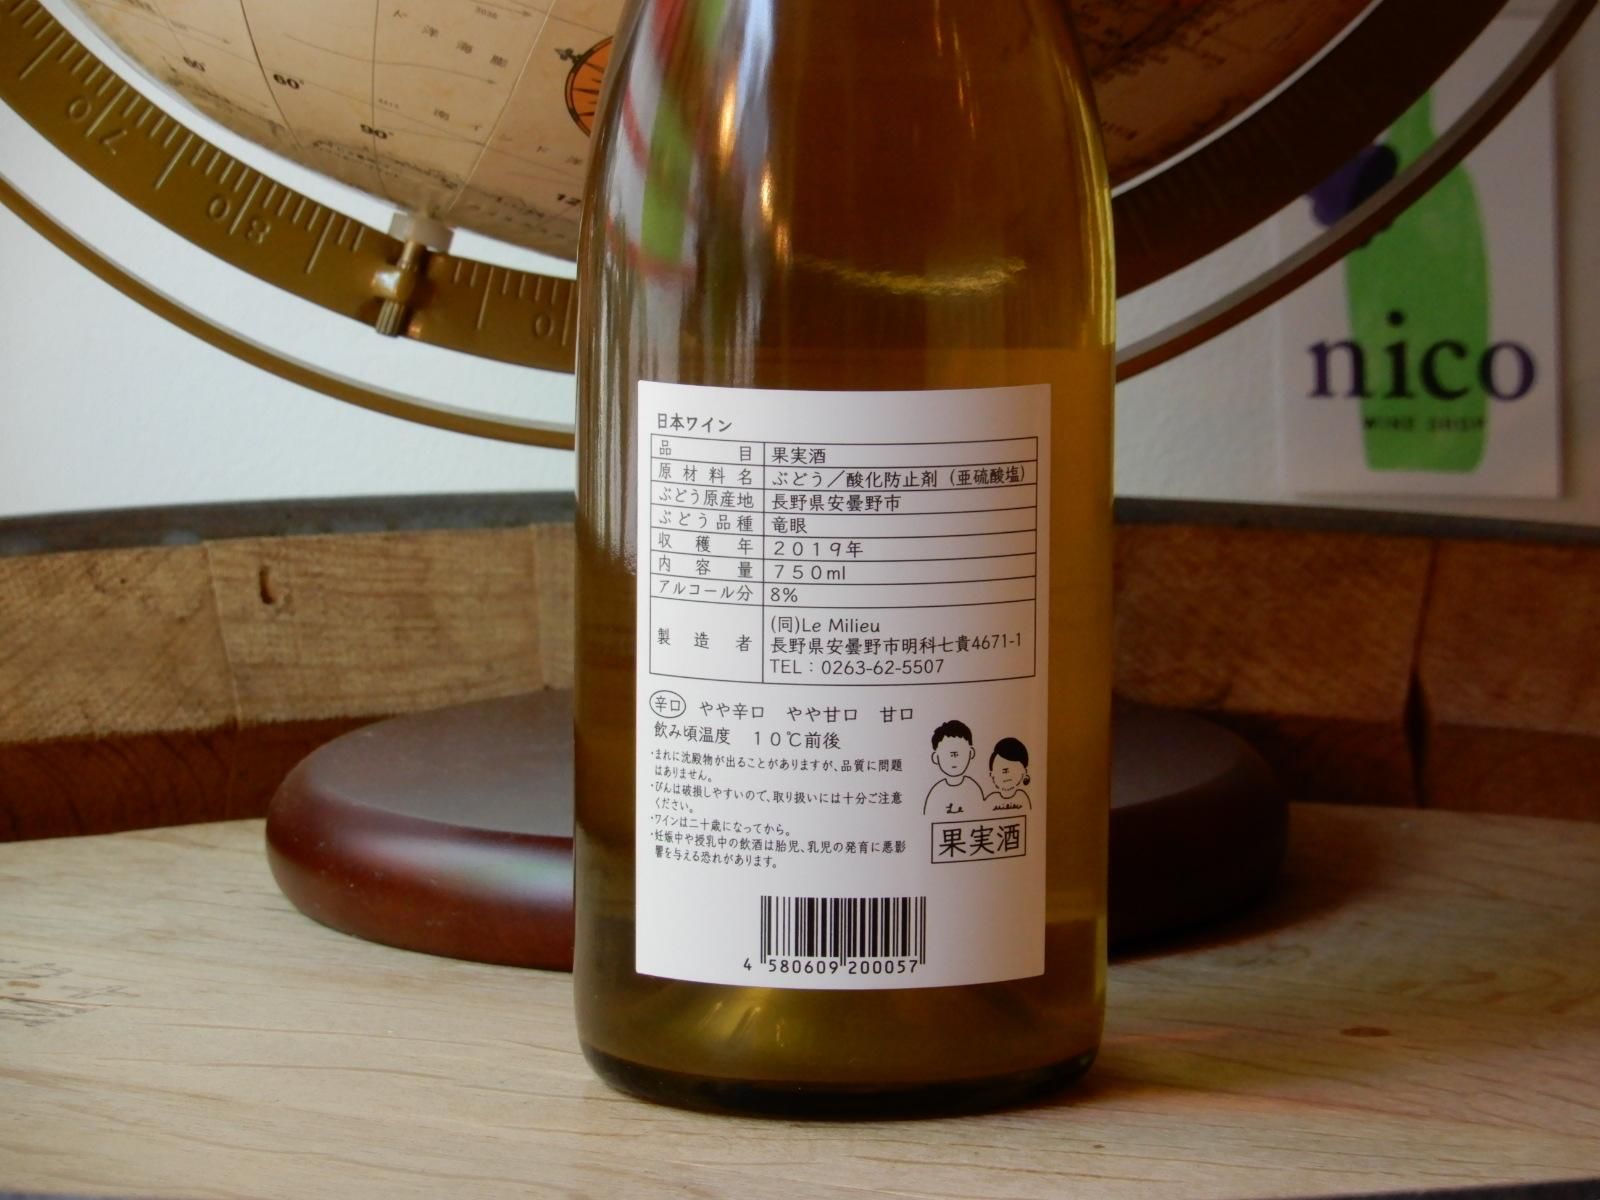 60°
60°
90°
12
70
80
nico
WINE SHOP
日本ワイン
品目 果実酒
原材料名 ぶどう／酸化防止剤（亜硫酸塩）
ぶどう原産地 長野県安曇野市
ぶどう品種 竜眼
収穫年 2019年
内容量 750ml
アルコール分 8%
製造者 (同)Le Milieu
長野県安曇野市明科七貴4671-1
TEL：0263-62-5507
辛口 やや辛口 やや甘口 甘口
飲み頃温度 10℃前後
・まれに沈殿物が出ることがありますが、品質に問題
はありません。
・びんは破損しやすいので、取り扱いには十分ご注意
ください。
・ワインは二十歳になってから。
・妊娠中や授乳中の飲酒は胎児、乳児の発育に悪影
響を与える恐れがあります。
Le milieu
果実酒
4 580609 200057